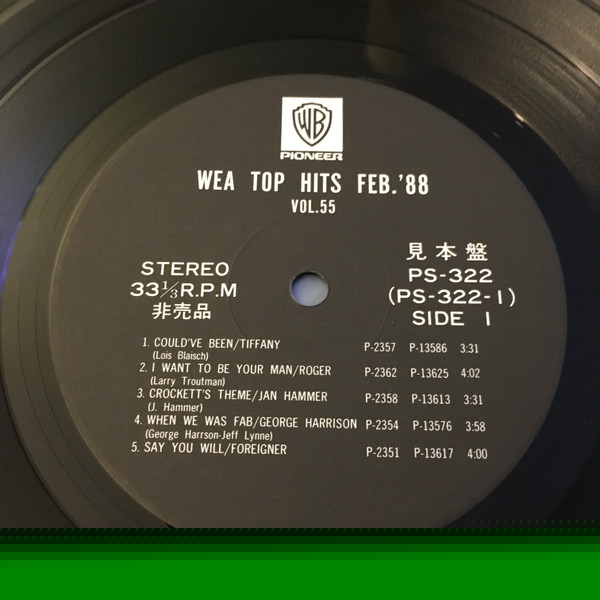 WB
PIONEER
WEA TOP HITS FEB.'88
VOL.55
STEREO
33⅓R.P.M
非売品
見本盤
PS-322
(PS-322-1)
SIDE 1
1. COULD'VE BEEN/TIFFANY P-2357 P-13586 3:31
(Lois Blaisch)
2. I WANT TO BE YOUR MAN/ROGER P-2362 P-13625 4:02
(Larry Troutman)
3. CROCKETT'S THEME/JAN HAMMER P-2358 P-13613 3:31
(J. Hammer)
4. WHEN WE WAS FAB/GEORGE HARRISON P-2354 P-13576 3:58
(George Harrson-Jeff Lynne)
5. SAY YOU WILL/FOREIGNER P-2351 P-13617 4:00